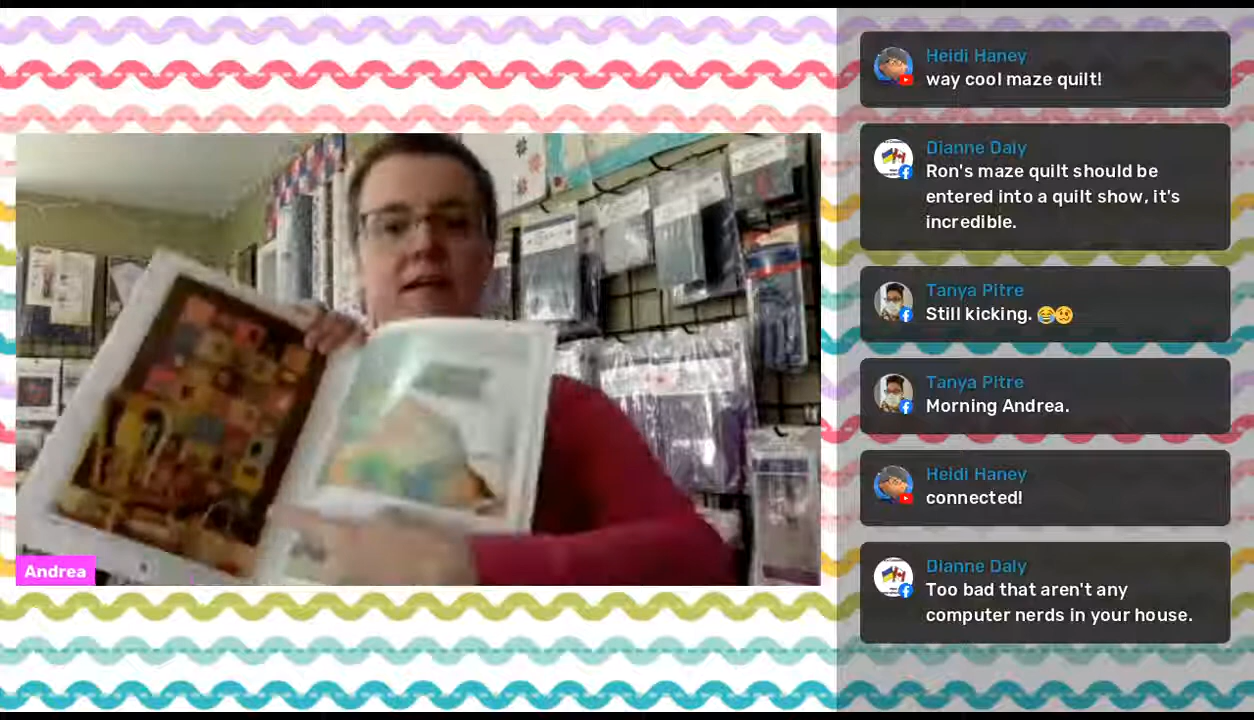 Andrea
Heidi Haney
way cool maze quilt!
Dianne Daly
Ron's maze quilt should be
entered into a quilt show, it's
incredible.
Tanya Pitre
Still kicking. 😂🥴
Tanya Pitre
Morning Andrea.
Heidi Haney
connected!
Dianne Daly
Too bad that aren't any
computer nerds in your house.